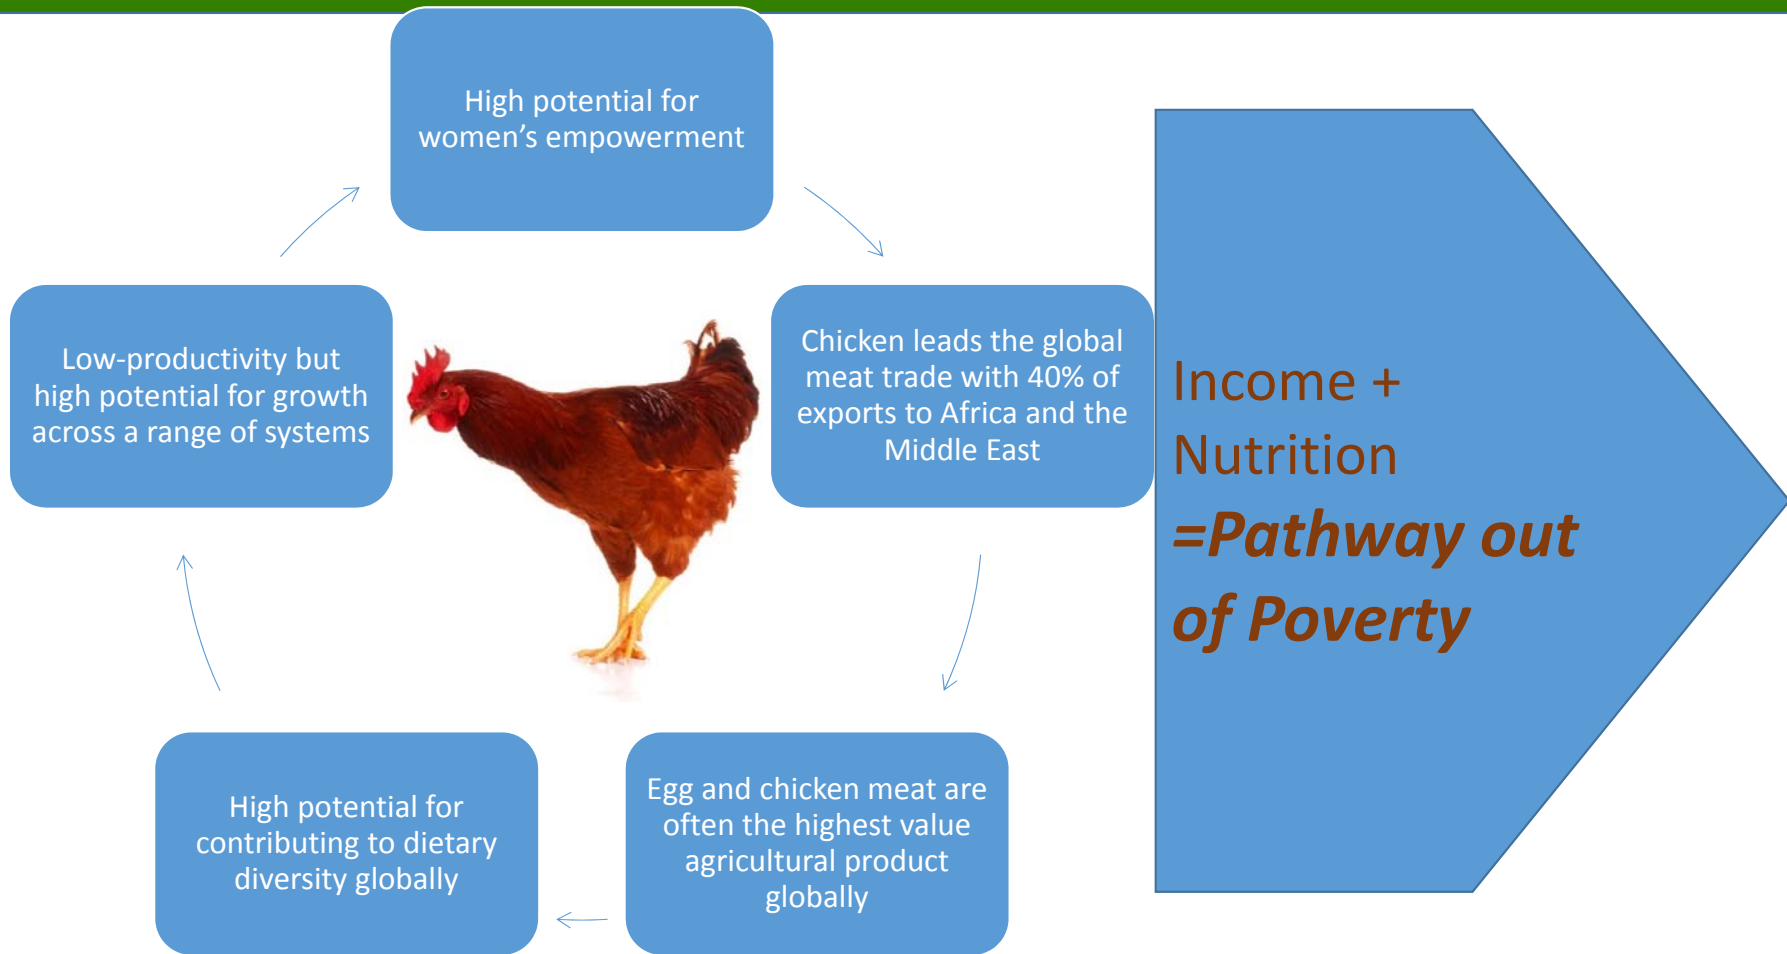 High potential for
women’s empowerment
Chicken leads the global
meat trade with 40% of
exports to Africa and the
Middle East
Egg and chicken meat are
often the highest value
agricultural product
globally
High potential for
contributing to dietary
diversity globally
Low-productivity but
high potential for growth
across a range of systems
Income +
Nutrition
=Pathway out
of Poverty